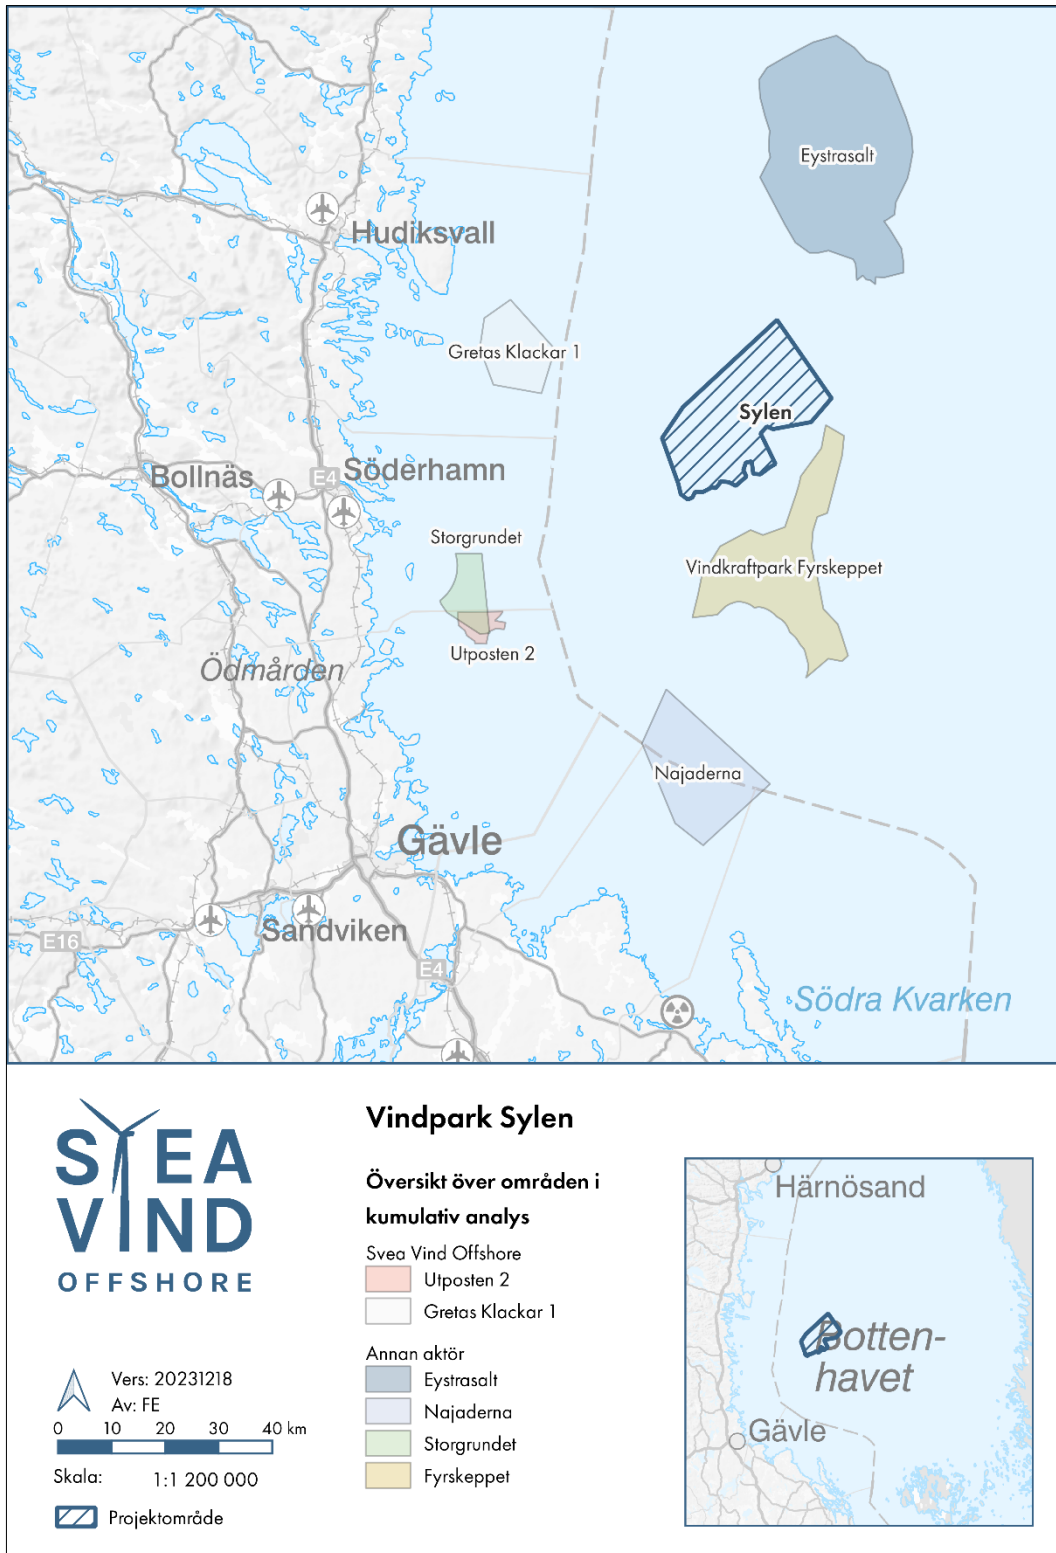 Eystrasalt
Hudiksvall
Gretas Klackar 1
Sylen
Bollnäs
E4
Söderhamn
Storgrundet
Vindkraftpark Fyrskeppet
Utposten 2
Ödmården
Najaderna
Gävle
Sandviken
E16
E4
Södra Kvarken
SVEA
VIND
OFFSHORE
Vindpark Sylen
Översikt över områden i
kumulativ analys
Svea Vind Offshore
Utposten 2
Gretas Klackar 1
Annan aktör
Eystrasalt
Najaderna
Storgrundet
Fyrskeppet
Vers: 20231218
Av: FE
0 10 20 30 40 km
Skala: 1:1 200 000
Projektområde
Härnösand
Botten-
havet
Gävle